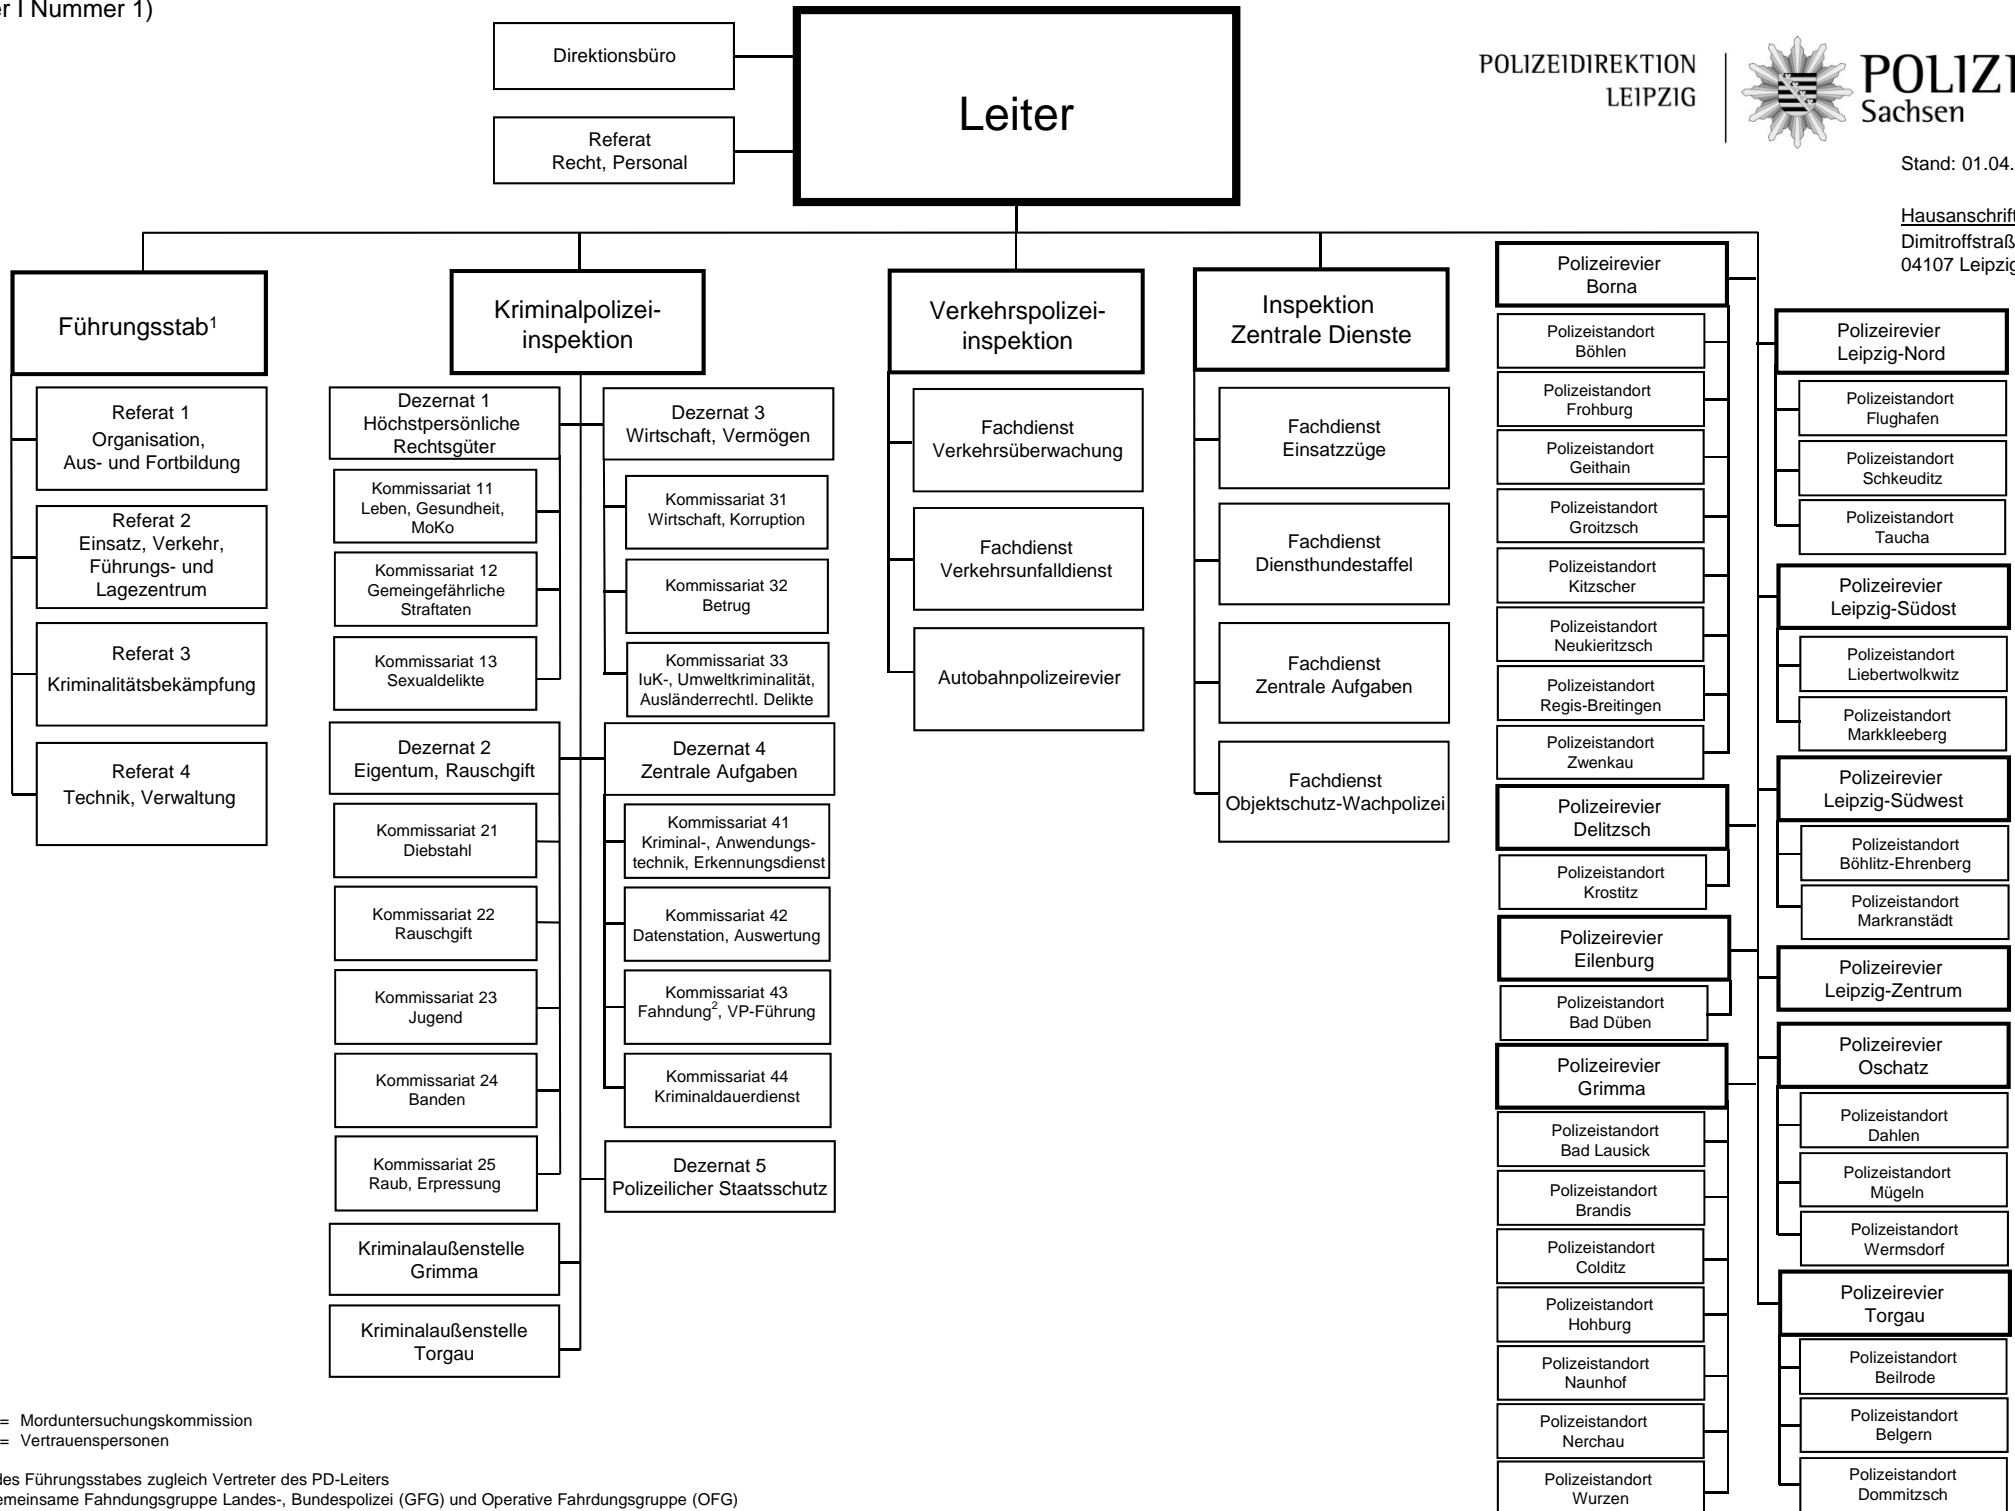 er I Nummer 1)
Direktionsbüro
Referat
Recht, Personal
Leiter
POLIZEIDIREKTION
LEIPZIG
POLIZEI
Sachsen
Stand: 01.04.
Hausanschrift
Dimitroffstraß
04107 Leipzig
Führungsstab¹
Referat 1
Organisation,
Aus- und Fortbildung
Referat 2
Einsatz, Verkehr,
Führungs- und
Lagezentrum
Referat 3
Kriminalitätsbekämpfung
Referat 4
Technik, Verwaltung
Kriminalpolizei-
inspektion
Dezernat 1
Höchstpersönliche
Rechtsgüter
Kommissariat 11
Leben, Gesundheit,
MoKo
Kommissariat 12
Gemeingefährliche
Straftaten
Kommissariat 13
Sexualdelikte
Dezernat 2
Eigentum, Rauschgift
Kommissariat 21
Diebstahl
Kommissariat 22
Rauschgift
Kommissariat 23
Jugend
Kommissariat 24
Banden
Kommissariat 25
Raub, Erpressung
Kriminalaußenstelle
Grimma
Kriminalaußenstelle
Torgau
Dezernat 3
Wirtschaft, Vermögen
Kommissariat 31
Wirtschaft, Korruption
Kommissariat 32
Betrug
Kommissariat 33
IuK-, Umweltkriminalität,
Ausländerrechtl. Delikte
Dezernat 4
Zentrale Aufgaben
Kommissariat 41
Kriminal-, Anwendungs-
technik, Erkennungsdienst
Kommissariat 42
Datenstation, Auswertung
Kommissariat 43
Fahndung², VP-Führung
Kommissariat 44
Kriminaldauerdienst
Dezernat 5
Polizeilicher Staatsschutz
Verkehrspolizei-
inspektion
Fachdienst
Verkehrsüberwachung
Fachdienst
Verkehrsunfalldienst
Autobahnpolizeirevier
Inspektion
Zentrale Dienste
Fachdienst
Einsatzzüge
Fachdienst
Diensthundestaffel
Fachdienst
Zentrale Aufgaben
Fachdienst
Objektschutz-Wachpolizei
Polizeirevier
Borna
Polizeistandort
Böhlen
Polizeistandort
Frohburg
Polizeistandort
Geithain
Polizeistandort
Groitzsch
Polizeistandort
Kitzscher
Polizeistandort
Neukieritzsch
Polizeistandort
Regis-Breitingen
Polizeistandort
Zwenkau
Polizeirevier
Delitzsch
Polizeistandort
Krostitz
Polizeirevier
Eilenburg
Polizeistandort
Bad Düben
Polizeirevier
Grimma
Polizeistandort
Bad Lausick
Polizeistandort
Brandis
Polizeistandort
Colditz
Polizeistandort
Hohburg
Polizeistandort
Naunhof
Polizeistandort
Nerchau
Polizeistandort
Wurzen
Polizeirevier
Leipzig-Nord
Polizeistandort
Flughafen
Polizeistandort
Schkeuditz
Polizeistandort
Taucha
Polizeirevier
Leipzig-Südost
Polizeistandort
Liebertwolkwitz
Polizeistandort
Markkleeberg
Polizeirevier
Leipzig-Südwest
Polizeistandort
Böhlitz-Ehrenberg
Polizeistandort
Markranstädt
Polizeirevier
Leipzig-Zentrum
Polizeirevier
Oschatz
Polizeistandort
Dahlen
Polizeistandort
Mügeln
Polizeistandort
Wermsdorf
Polizeirevier
Torgau
Polizeistandort
Beilrode
Polizeistandort
Belgern
Polizeistandort
Dommitzsch
= Morduntersuchungskommission
= Vertrauenspersonen
des Führungsstabes zugleich Vertreter des PD-Leiters
emeinsame Fahndungsgruppe Landes-, Bundespolizei (GFG) und Operative Fahrdungsgruppe (OFG)